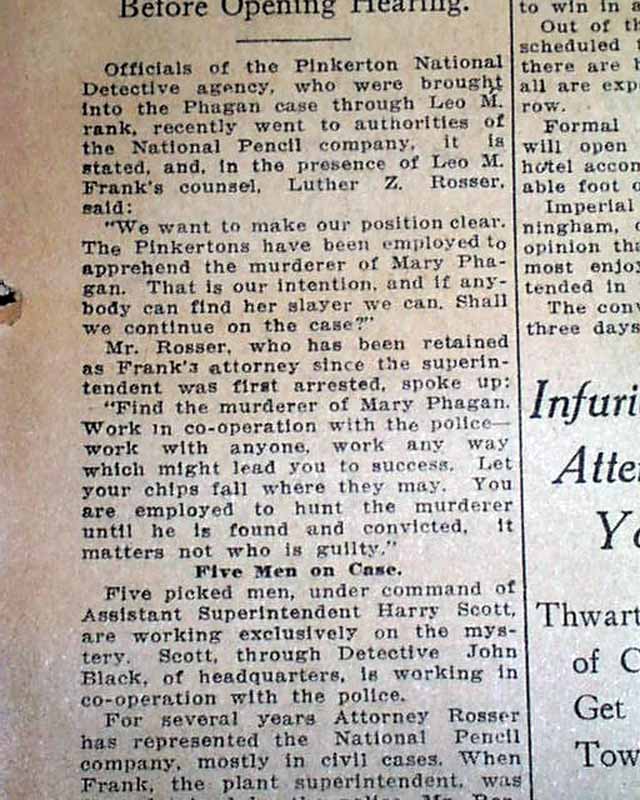 Before Opening Hearing.
Officials of the Pinkerton National
Detective agency, who were brought
into the Phagan case through Leo M.
rank, recently went to authorities of
the National Pencil company, it is
stated, and, in the presence of Leo M.
Frank's counsel, Luther Z. Rosser,
said:
"We want to make our position clear.
The Pinkertons have been employed to
apprehend the murderer of Mary Pha-
gan. That is our intention, and if any-
body can find her slayer we can. Shall
we continue on the case?"
Mr. Rosser, who has been retained
as Frank's attorney since the superin-
tendent was first arrested, spoke up:
"Find the murderer of Mary Phagan.
Work in co-operation with the police—
work with anyone, work any way
which might lead you to success. Let
your chips fall where they may. You
are employed to hunt the murderer
until he is found and convicted, it
matters not who is guilty."
Five Men on Case.
Five picked men, under command of
Assistant Superintendent Harry Scott,
are working exclusively on the mys-
tery. Scott, through Detective John
Black, of headquarters, is working in
co-operation with the police.
For several years Attorney Rosser
has represented the National Pencil
company, mostly in civil cases. When
Frank, the plant superintendent, was
to win in a
Out of th
scheduled
there are
all are exp
row.
Formal
will open
hotel accom
able foot o
Imperial
ningham,
opinion tha
most enjoy
tended in
The conv
three days
Infuri
Atte
Yo
Thwart
of C
Get
Tow